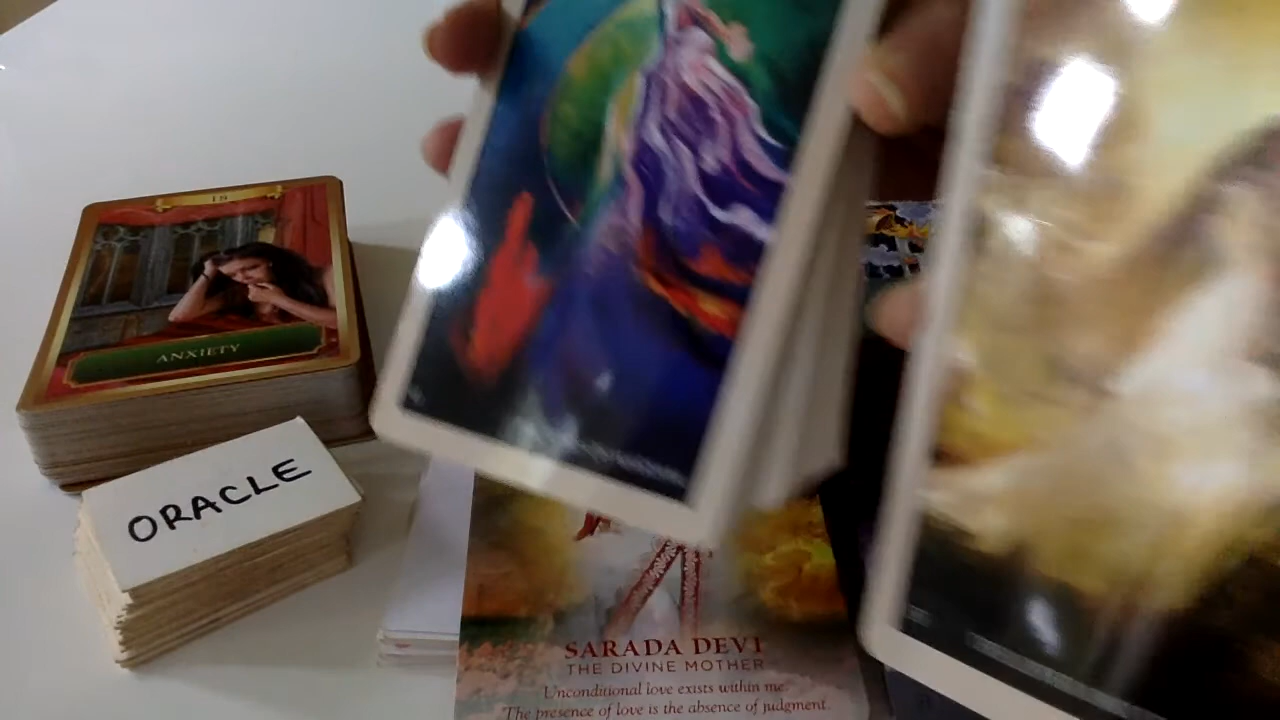 18
ANXIETY
ORACLE
SARADA DEVI
THE DIVINE MOTHER
Unconditional love exists within me.
The presence of love is the absence of judgment.